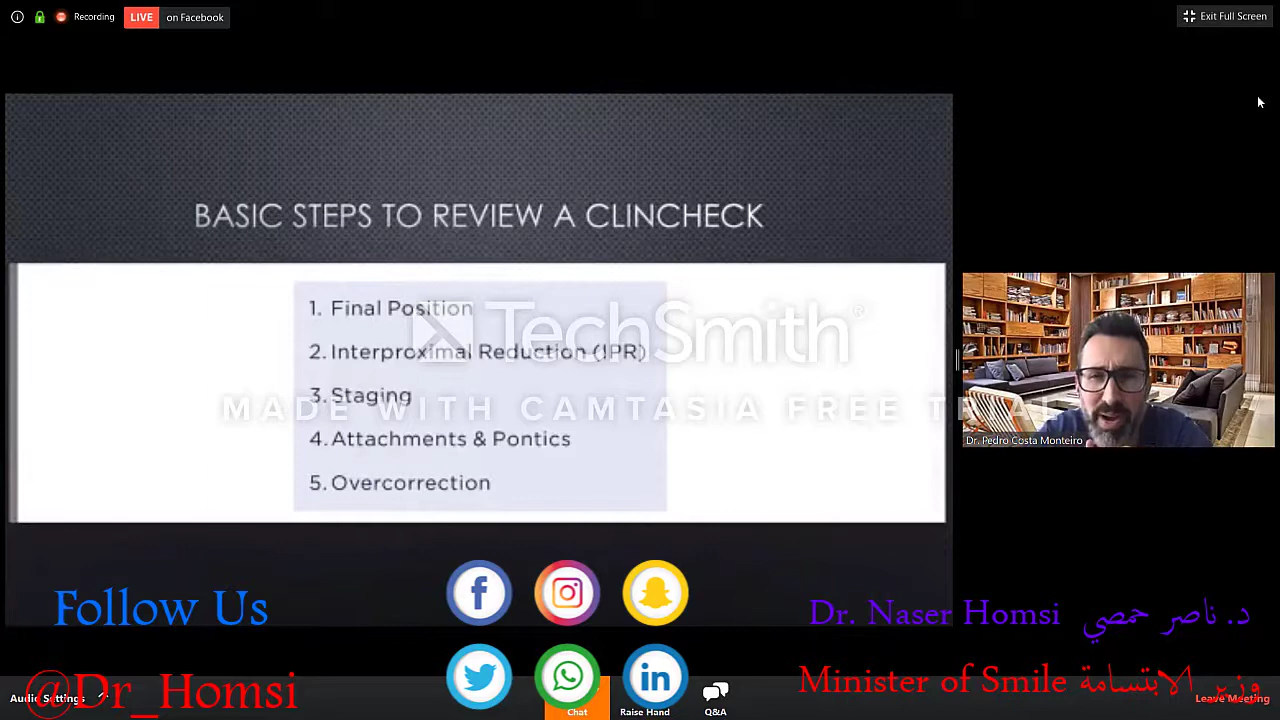 Recording
LIVE on Facebook
Exit Full Screen
BASIC STEPS TO REVIEW A CLINCHECK
1. Final Position
2. Interproximal Reduction (IPR)
3. Staging
4. Attachments & Pontics
5. Overcorrection
TechSmith®
MADE WITH CAMTASIA FREE TRIAL
Dr. Pedro Costa Monteiro
Follow Us
Dr. Naser Homsi د. ناصر حمصي
@Dr_Homsi
Minister of Smile وزير الابتسامة
Audio Settings
Chat
Raise Hand
Q&A
Leave Meeting